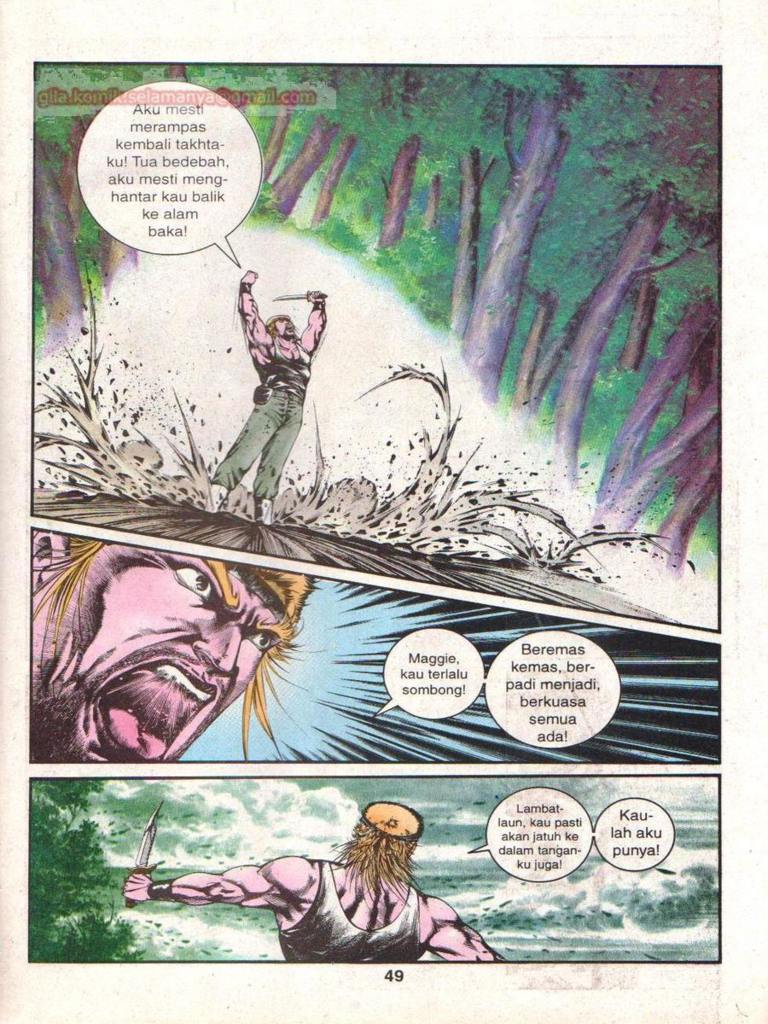 glia.komik.selamanya@gmail.com
Aku mesti
merampas
kembali takhta-
ku! Tua bedebah,
aku mesti meng-
hantar kau balik
ke alam
baka!
Maggie,
kau terlalu
sombong!
Beremas
kemas, ber-
padi menjadi,
berkuasa
semua
ada!
Lambat-
laun, kau pasti
akan jatuh ke
dalam tangan-
ku juga!
Kau-
lah aku
punya!
49